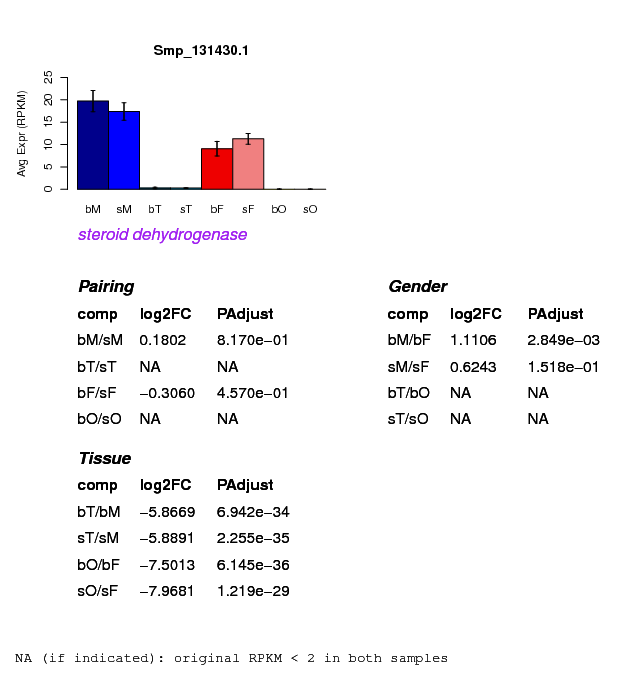 Smp_131430.1
Avg Expr (RPKM)
25
20
15
10
5
0
bM sM bT sT bF sF bO sO
steroid dehydrogenase
Pairing
comp log2FC PAdjust
bM/sM 0.1802 8.170e−01
bT/sT NA NA
bF/sF −0.3060 4.570e−01
bO/sO NA NA
Gender
comp log2FC PAdjust
bM/bF 1.1106 2.849e−03
sM/sF 0.6243 1.518e−01
bT/bO NA NA
sT/sO NA NA
Tissue
comp log2FC PAdjust
bT/bM −5.8669 6.942e−34
sT/sM −5.8891 2.255e−35
bO/bF −7.5013 6.145e−36
sO/sF −7.9681 1.219e−29
NA (if indicated): original RPKM < 2 in both samples